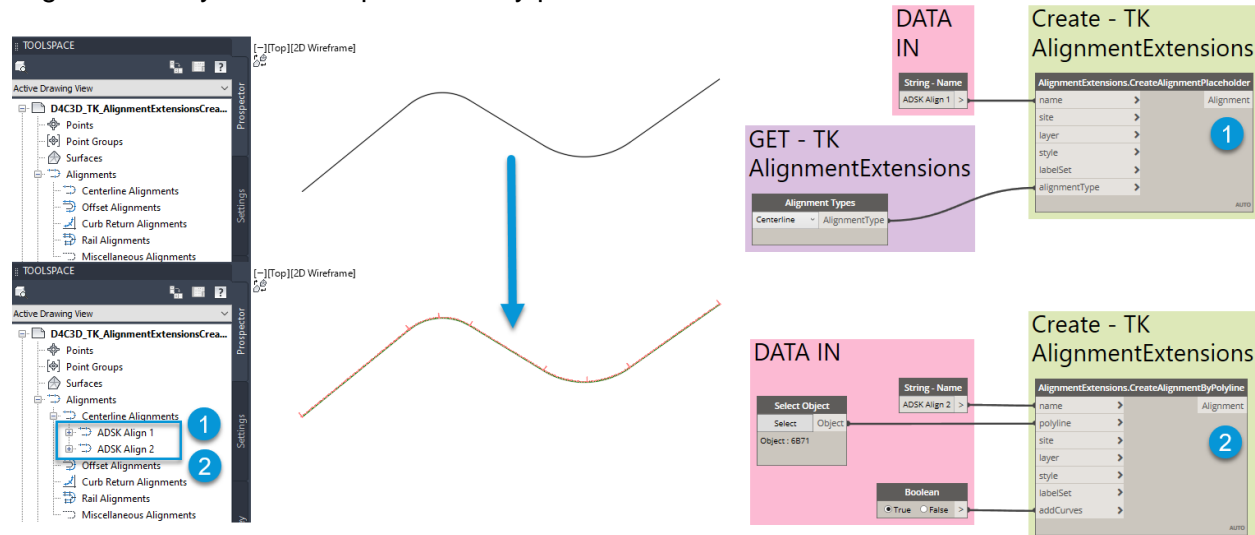 TOOLSPACE
Active Drawing View
D4C3D_TK_AlignmentExtensionsCrea...
Points
Point Groups
Surfaces
Alignments
Centerline Alignments
Offset Alignments
Curb Return Alignments
Rail Alignments
Miscellaneous Alignments
Prospector
Settings
[−][Top][2D Wireframe]
TOOLSPACE
Active Drawing View
D4C3D_TK_AlignmentExtensionsCrea...
Points
Point Groups
Surfaces
Alignments
Centerline Alignments
ADSK Align 1
ADSK Align 2
Offset Alignments
Curb Return Alignments
Rail Alignments
Miscellaneous Alignments
1
2
Prospector
Settings
[−][Top][2D Wireframe]
DATA
IN
String - Name
ADSK Align 1 >
GET - TK
AlignmentExtensions
Alignment Types
Centerline AlignmentType
Create - TK
AlignmentExtensions
AlignmentExtensions.CreateAlignmentPlaceholder
name > Alignment
site >
layer >
style >
labelSet >
alignmentType >
1
AUTO
DATA IN
String - Name
ADSK Align 2 >
Select Object
Select Object
Object : 6B71
Boolean
True False >
Create - TK
AlignmentExtensions
AlignmentExtensions.CreateAlignmentByPolyline
name > Alignment
polyline >
site >
layer >
style >
labelSet >
addCurves >
2
AUTO